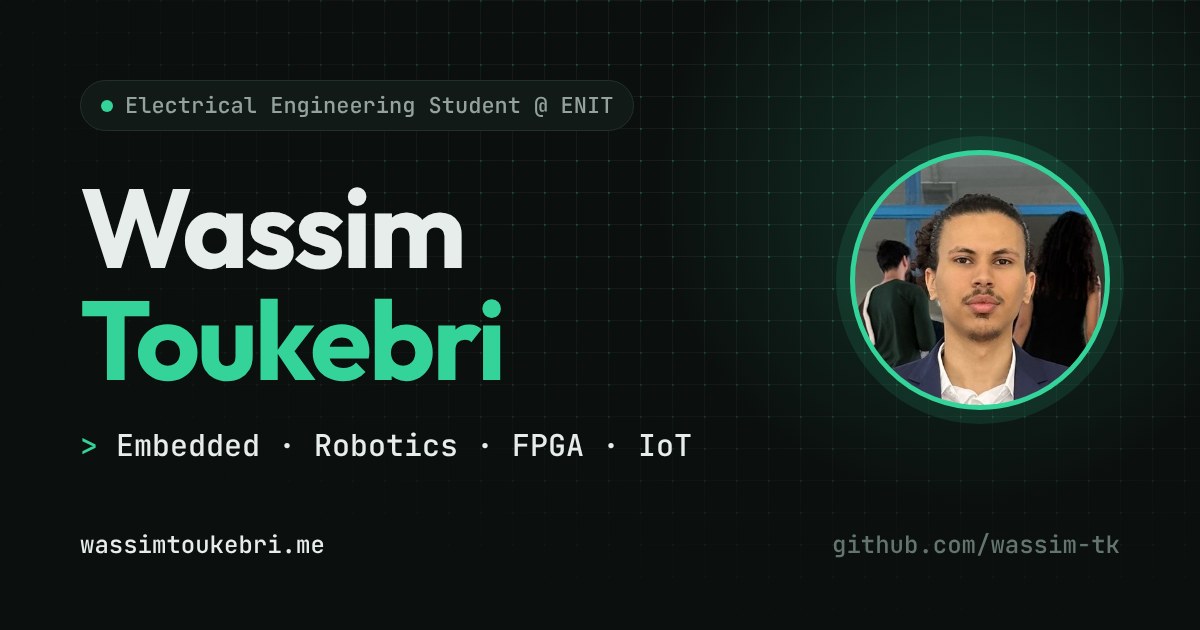 Electrical Engineering Student @ ENIT
Wassim
Toukebri
> Embedded · Robotics · FPGA · IoT
wassimtoukebri.me
github.com/wassim-tk